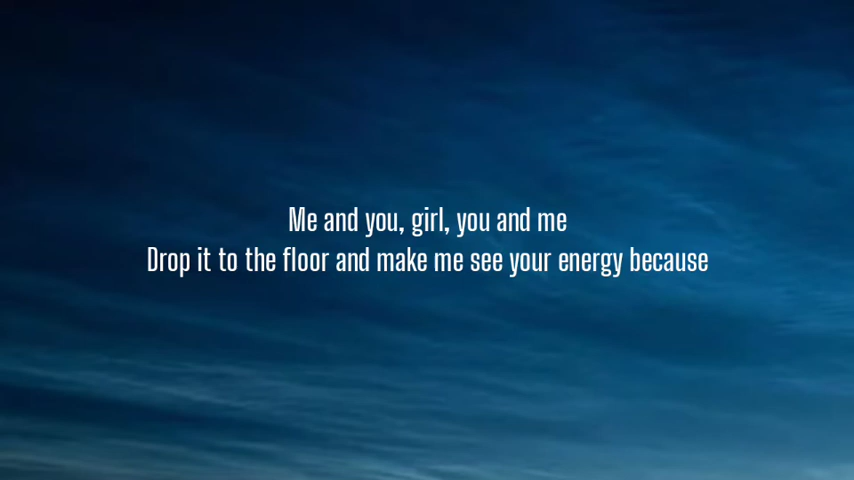 Me and you, girl, you and me
Drop it to the floor and make me see your energy because